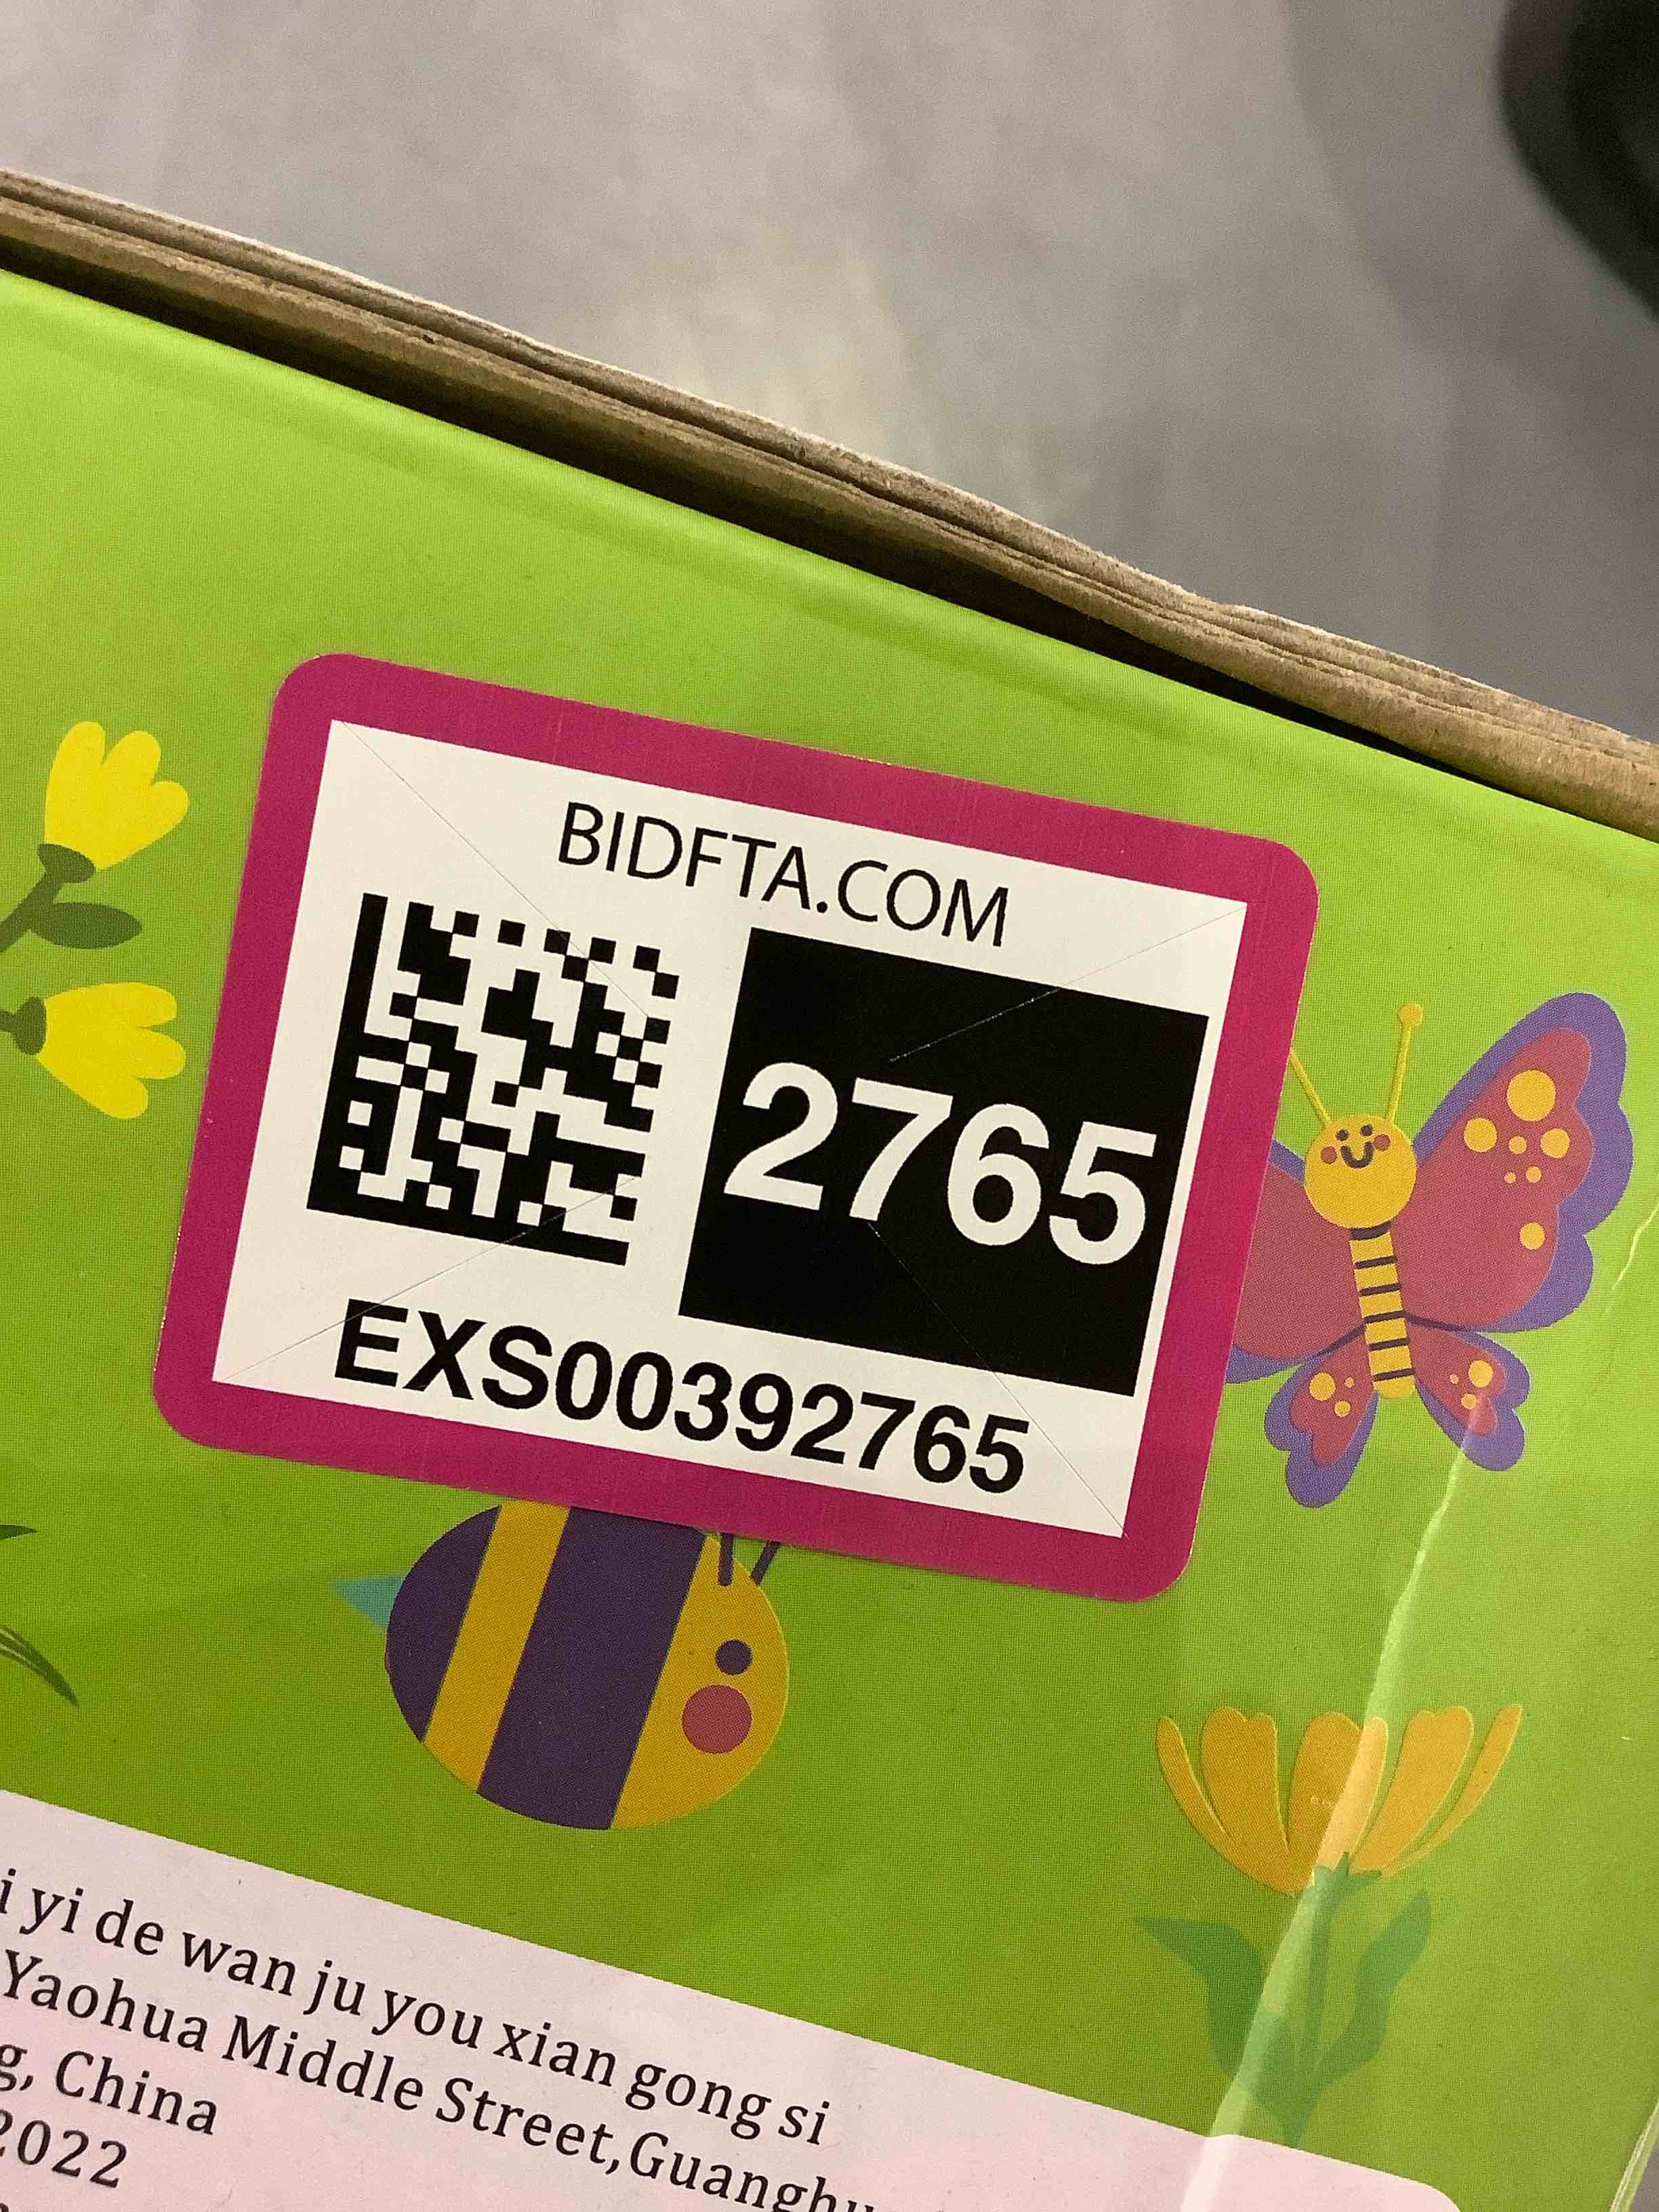 BIDFTA.COM
2765
EXS00392765
yi de wan ju you xian gong si
Yaohua Middle Street,
China
2022